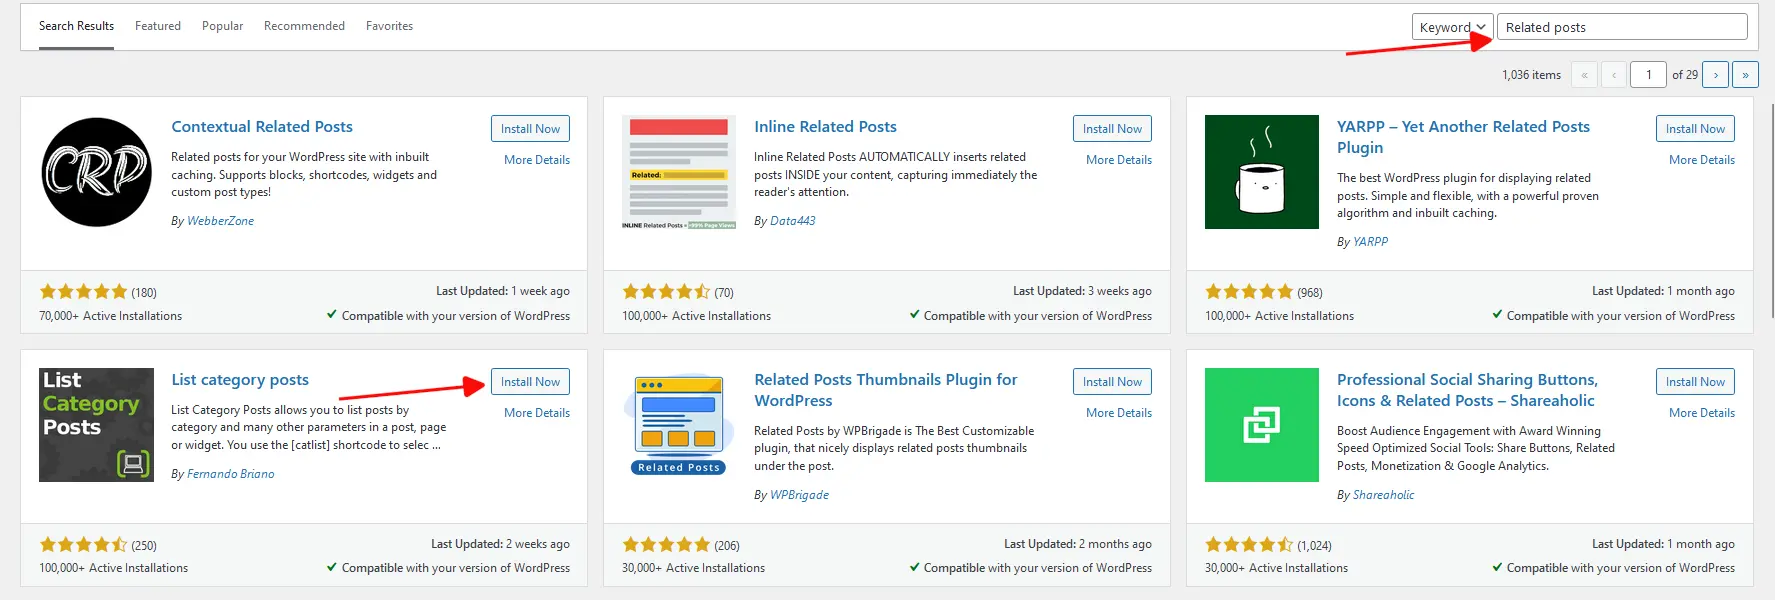 Search Results Featured Popular Recommended Favorites Keyword Related posts
1,036 items « ‹ 1 of 29 › »
CRP
Contextual Related Posts
Install Now
More Details
Related posts for your WordPress site with inbuilt
caching. Supports blocks, shortcodes, widgets and
custom post types!
By WebberZone
(180)
Last Updated: 1 week ago
70,000+ Active Installations
Compatible with your version of WordPress
Related:
INLINE Related Posts = +99% Page Views
Inline Related Posts
Install Now
More Details
Inline Related Posts AUTOMATICALLY inserts related
posts INSIDE your content, capturing immediately the
reader's attention.
By Data443
(70)
Last Updated: 3 weeks ago
100,000+ Active Installations
Compatible with your version of WordPress
YARPP – Yet Another Related Posts
Plugin
Install Now
More Details
The best WordPress plugin for displaying related
posts. Simple and flexible, with a powerful proven
algorithm and inbuilt caching.
By YARPP
(968)
Last Updated: 1 month ago
100,000+ Active Installations
Compatible with your version of WordPress
List
Category
Posts
List category posts
Install Now
More Details
List Category Posts allows you to list posts by
category and many other parameters in a post, page
or widget. You use the [catlist] shortcode to selec ...
By Fernando Briano
(250)
Last Updated: 2 weeks ago
100,000+ Active Installations
Compatible with your version of WordPress
Related Posts
Related Posts Thumbnails Plugin for
WordPress
Install Now
More Details
Related Posts by WPBrigade is The Best Customizable
plugin, that nicely displays related posts thumbnails
under the post.
By WPBrigade
(206)
Last Updated: 2 months ago
30,000+ Active Installations
Compatible with your version of WordPress
Professional Social Sharing Buttons,
Icons & Related Posts – Shareaholic
Install Now
More Details
Boost Audience Engagement with Award Winning
Speed Optimized Social Tools: Share Buttons, Related
Posts, Monetization & Google Analytics.
By Shareaholic
(1,024)
Last Updated: 1 month ago
30,000+ Active Installations
Compatible with your version of WordPress